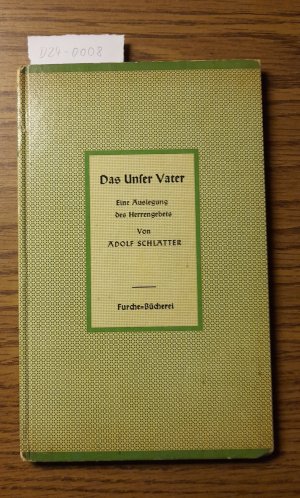 D24-0008
Das Unſer Vater
Eine Auslegung
des Herrengebets
Von
ADOLF SCHLATTER
Furche-Bücherei